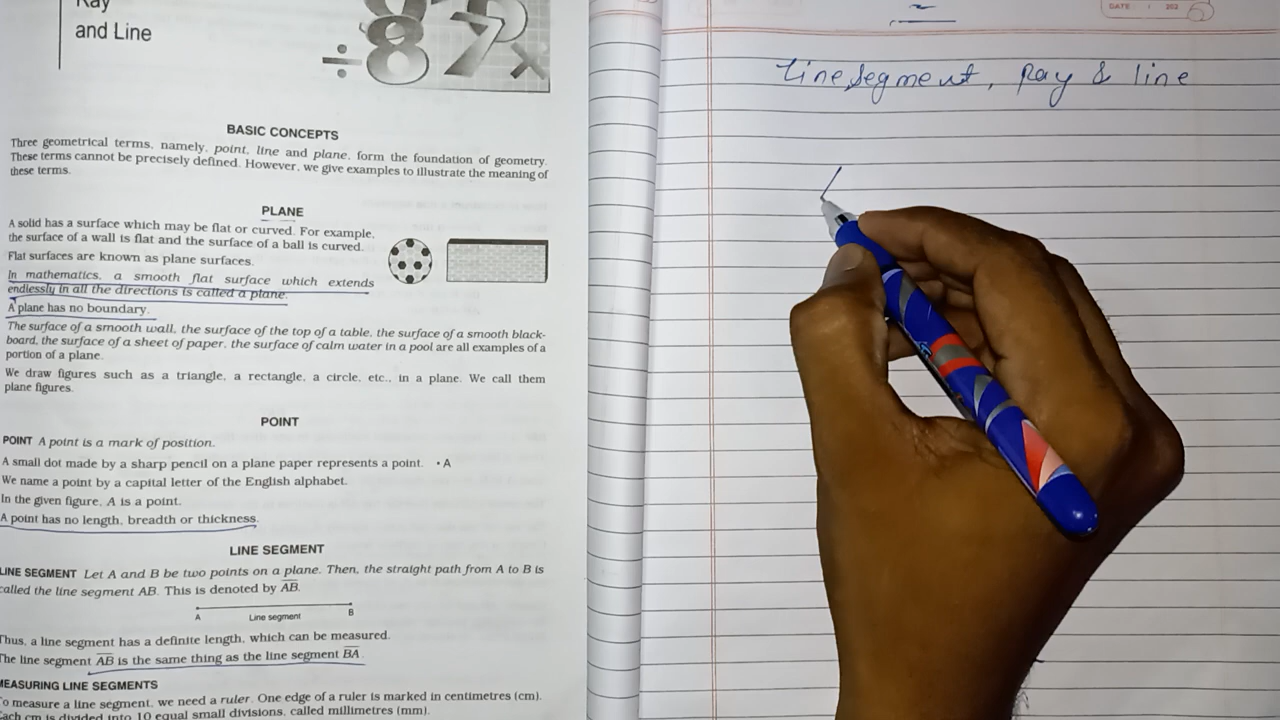 Ray
and Line
÷ 8 7 x
BASIC CONCEPTS
Three geometrical terms, namely, point, line and plane, form the foundation of geometry.
These terms cannot be precisely defined. However, we give examples to illustrate the meaning of
these terms.
PLANE
A solid has a surface which may be flat or curved. For example,
the surface of a wall is flat and the surface of a ball is curved.
Flat surfaces are known as plane surfaces.
In mathematics, a smooth flat surface which extends
endlessly in all the directions is called a plane.
A plane has no boundary.
The surface of a smooth wall, the surface of the top of a table, the surface of a smooth black-
board, the surface of a sheet of paper, the surface of calm water in a pool are all examples of a
portion of a plane.
We draw figures such as a triangle, a rectangle, a circle, etc., in a plane. We call them
plane figures.
POINT
POINT A point is a mark of position.
A small dot made by a sharp pencil on a plane paper represents a point. • A
We name a point by a capital letter of the English alphabet.
In the given figure, A is a point.
A point has no length, breadth or thickness.
LINE SEGMENT
LINE SEGMENT Let A and B be two points on a plane. Then, the straight path from A to B is
called the line segment AB. This is denoted by A̅B̅.
A Line segment B
Thus, a line segment has a definite length, which can be measured.
The line segment A̅B̅ is the same thing as the line segment B̅A̅.
MEASURING LINE SEGMENTS
To measure a line segment, we need a ruler. One edge of a ruler is marked in centimetres (cm).
Each cm is divided into 10 equal small divisions, called millimetres (mm).
DATE : 202
Line segment, Ray & line